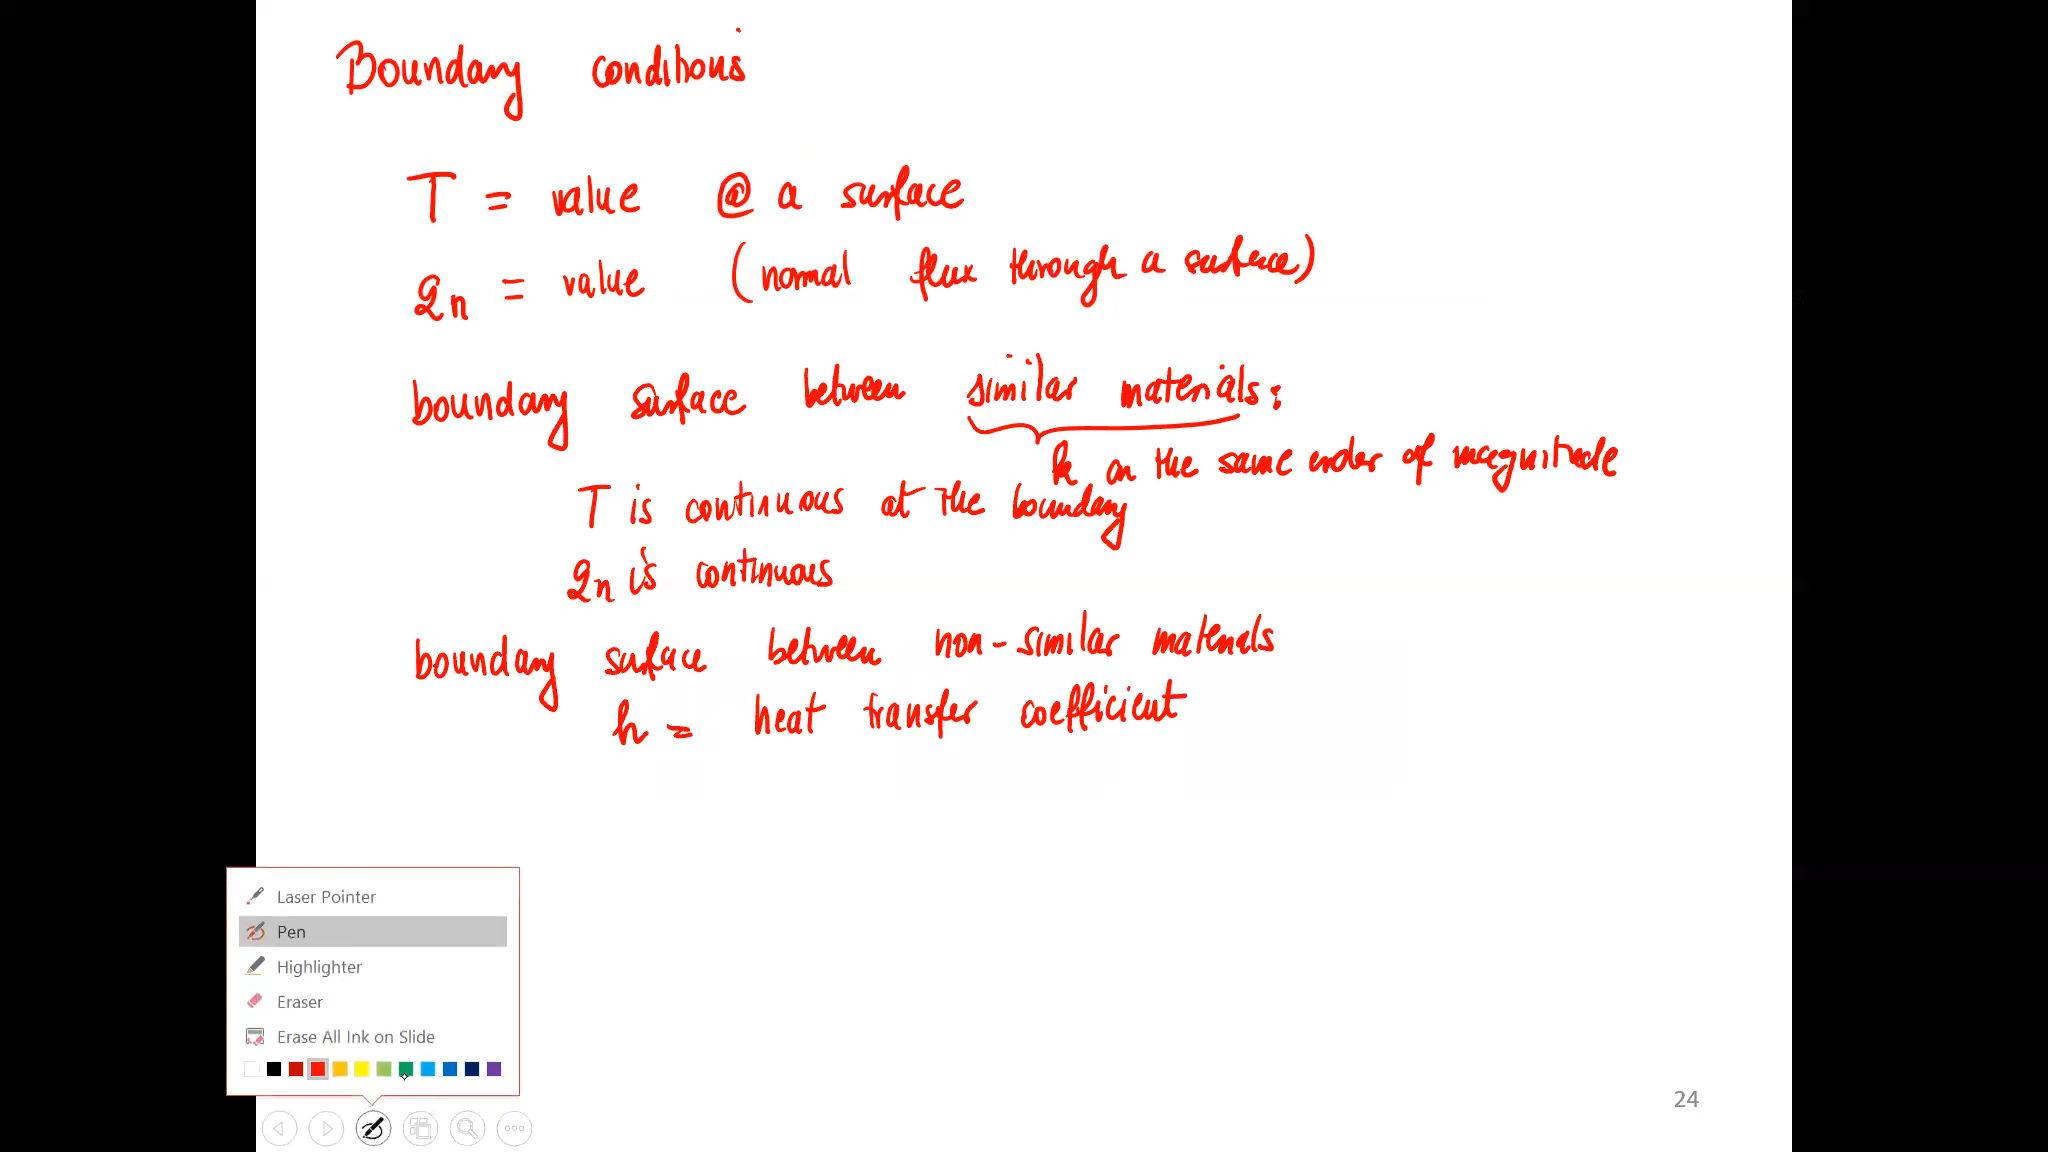 Boundary conditions
T = value @ a surface
qn = value (normal flux through a surface)
boundary surface between similar materials:
k on the same order of magnitude
T is continuous at the boundary
qn is continuous
boundary surface between non-similar materials
h = heat transfer coefficient
Laser Pointer
Pen
Highlighter
Eraser
Erase All Ink on Slide
24